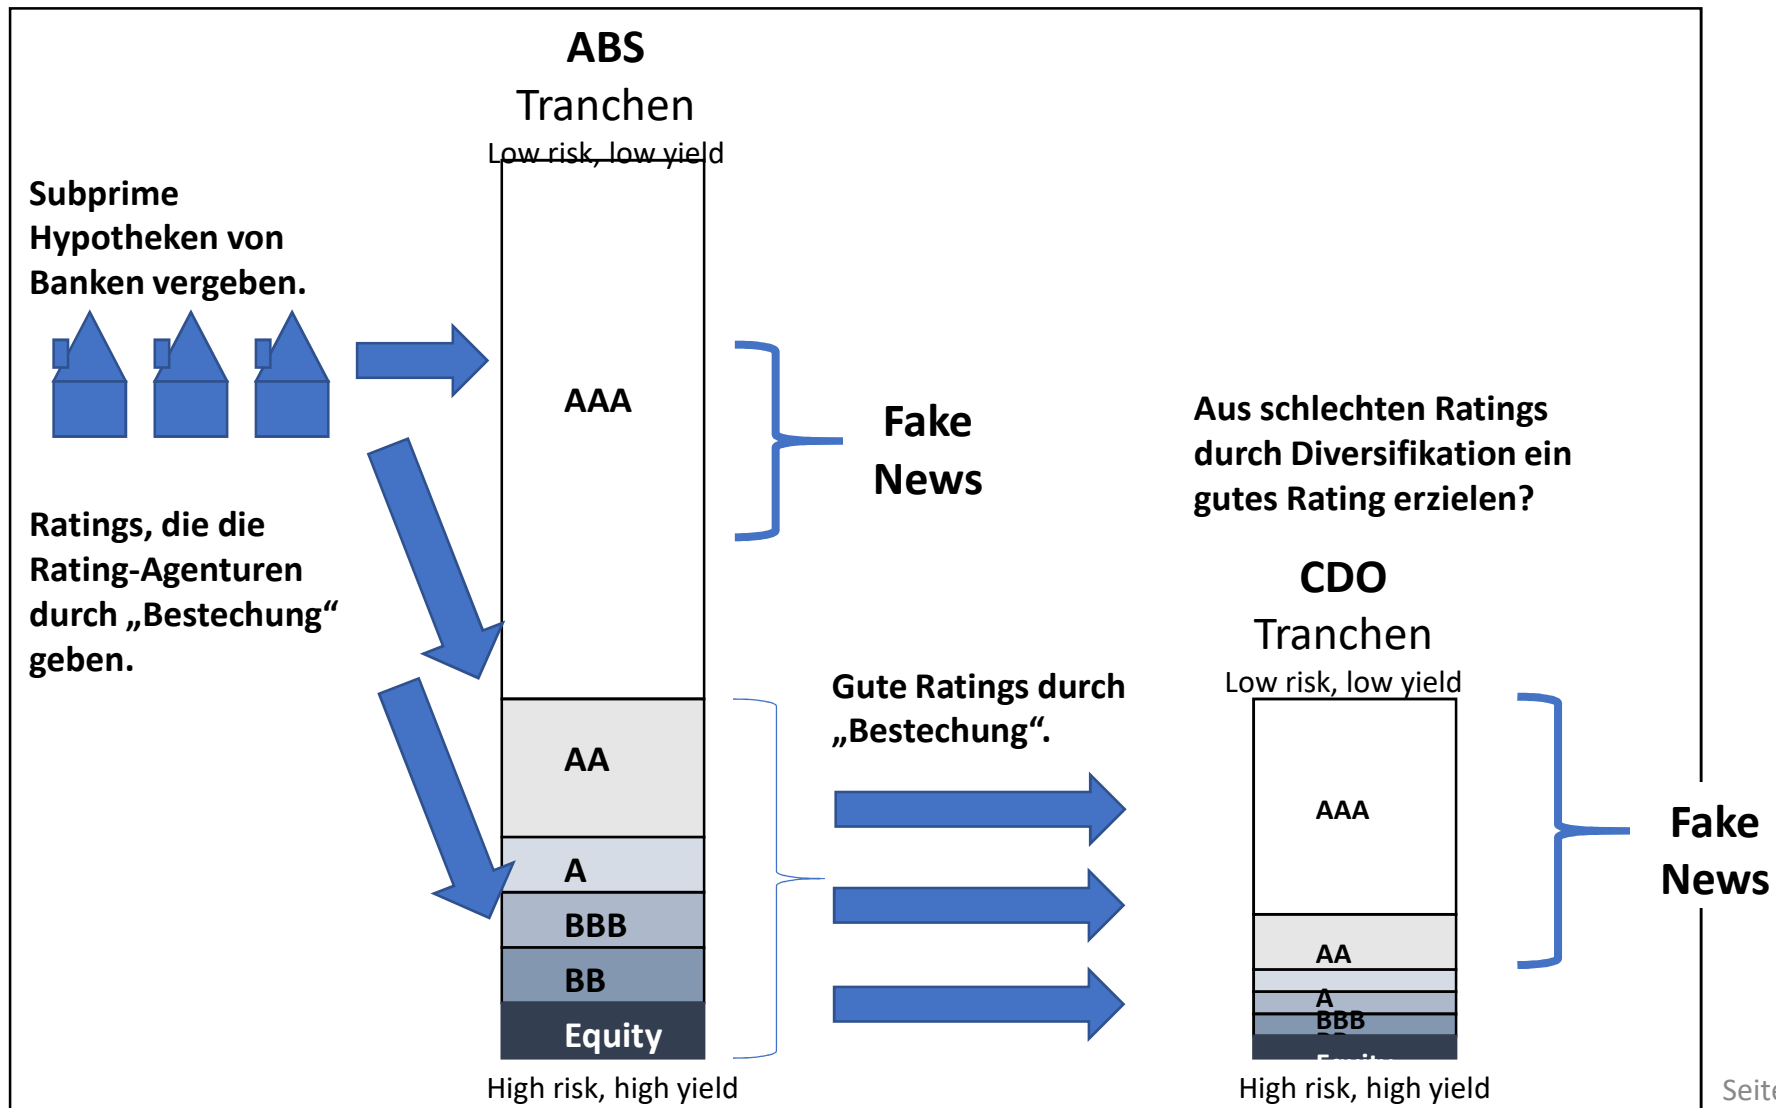 ABS
Tranchen
Low risk, low yield
Subprime
Hypotheken von
Banken vergeben.
AAA
Fake
News
Ratings, die die
Rating-Agenturen
durch „Bestechung“
geben.
AA
A
BBB
BB
Equity
High risk, high yield
Gute Ratings durch
„Bestechung“.
Aus schlechten Ratings
durch Diversifikation ein
gutes Rating erzielen?
CDO
Tranchen
Low risk, low yield
AAA
AA
A
BBB
Equity
High risk, high yield
Fake
News
Seite